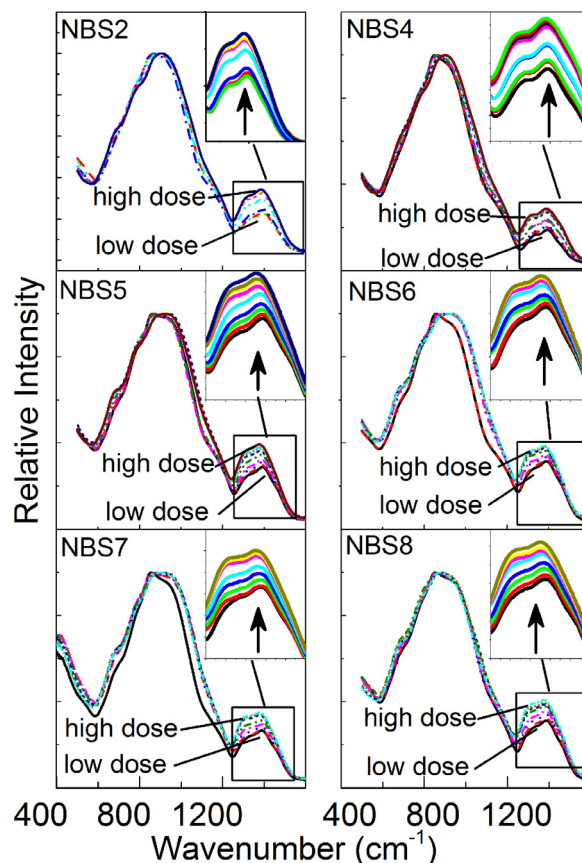 NBS2
NBS4
high dose
low dose
high dose
low dose
NBS5
NBS6
high dose
low dose
high dose
low dose
NBS7
NBS8
high dose
low dose
high dose
low dose
Relative Intensity
400 800 1200 400 800 1200
Wavenumber (cm⁻¹)